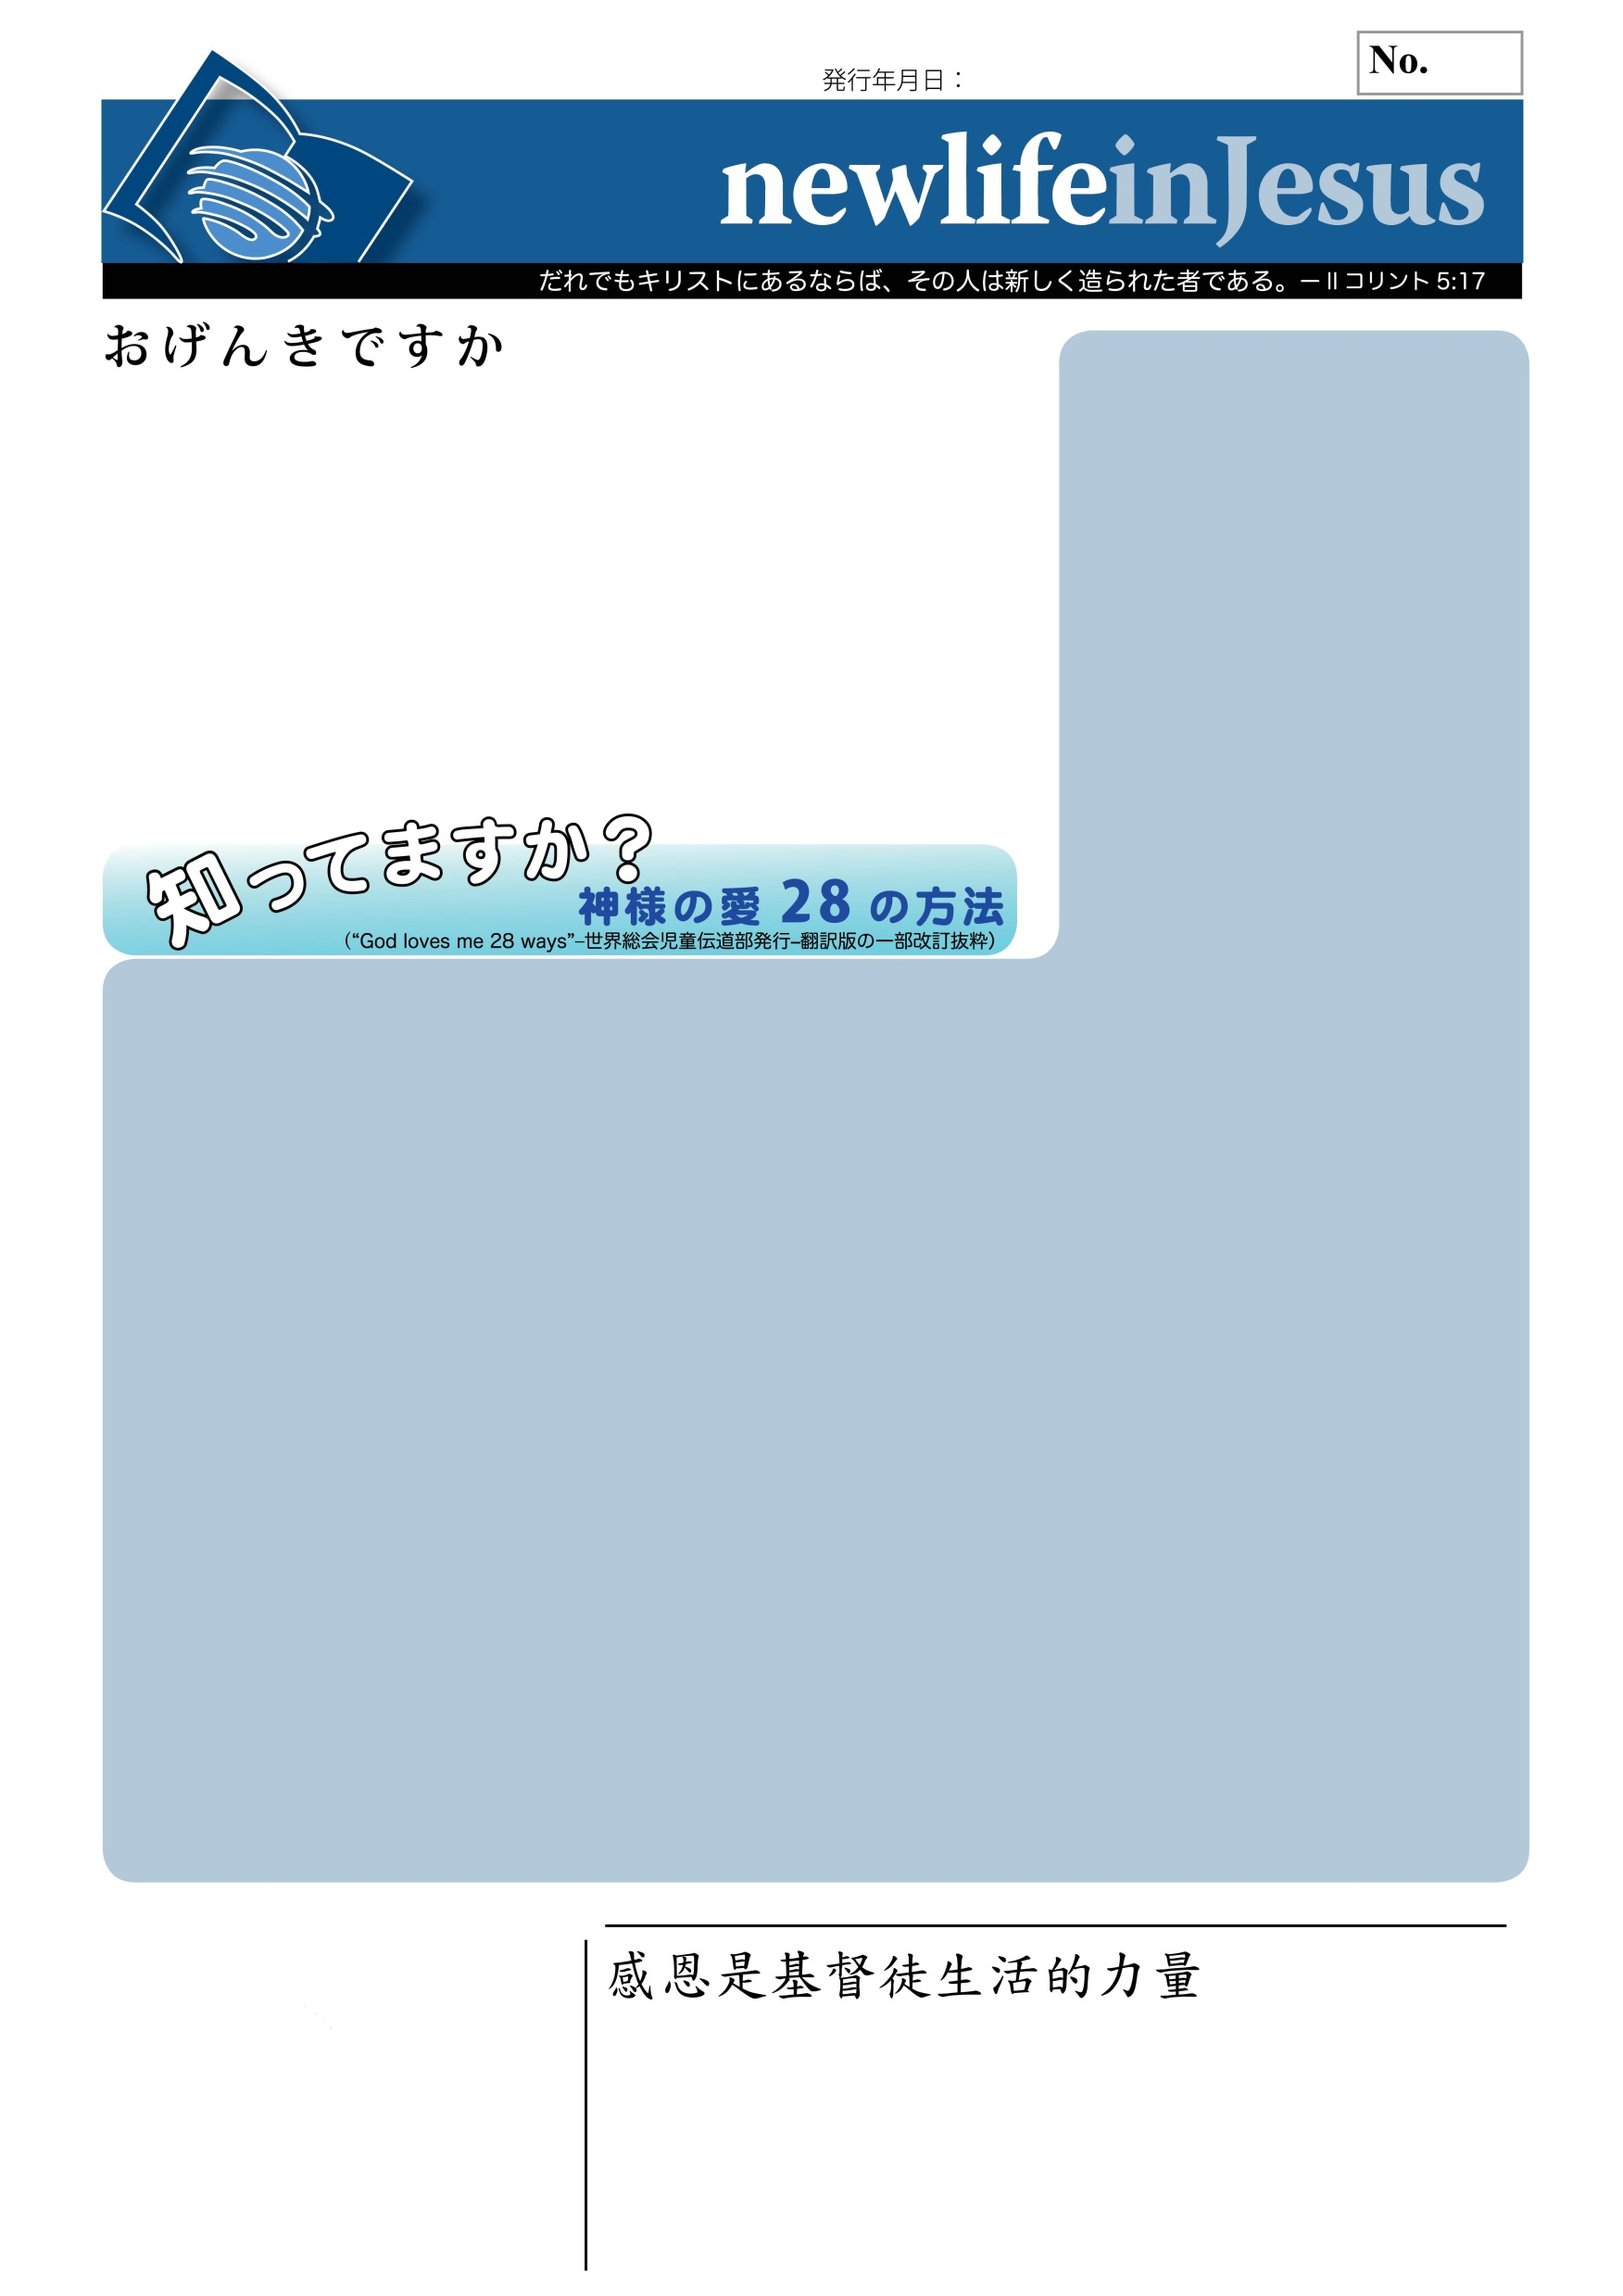 No.
発行年月日：
newlifeinJesus
だれでもキリストにあるならば、その人は新しく造られた者である。— II コリント 5:17
おげんきですか
知ってますか？
神様の愛 28 の方法
（“God loves me 28 ways”–世界総会児童伝道部発行–翻訳版の一部改訂抜粋）
感恩是基督徒生活的力量